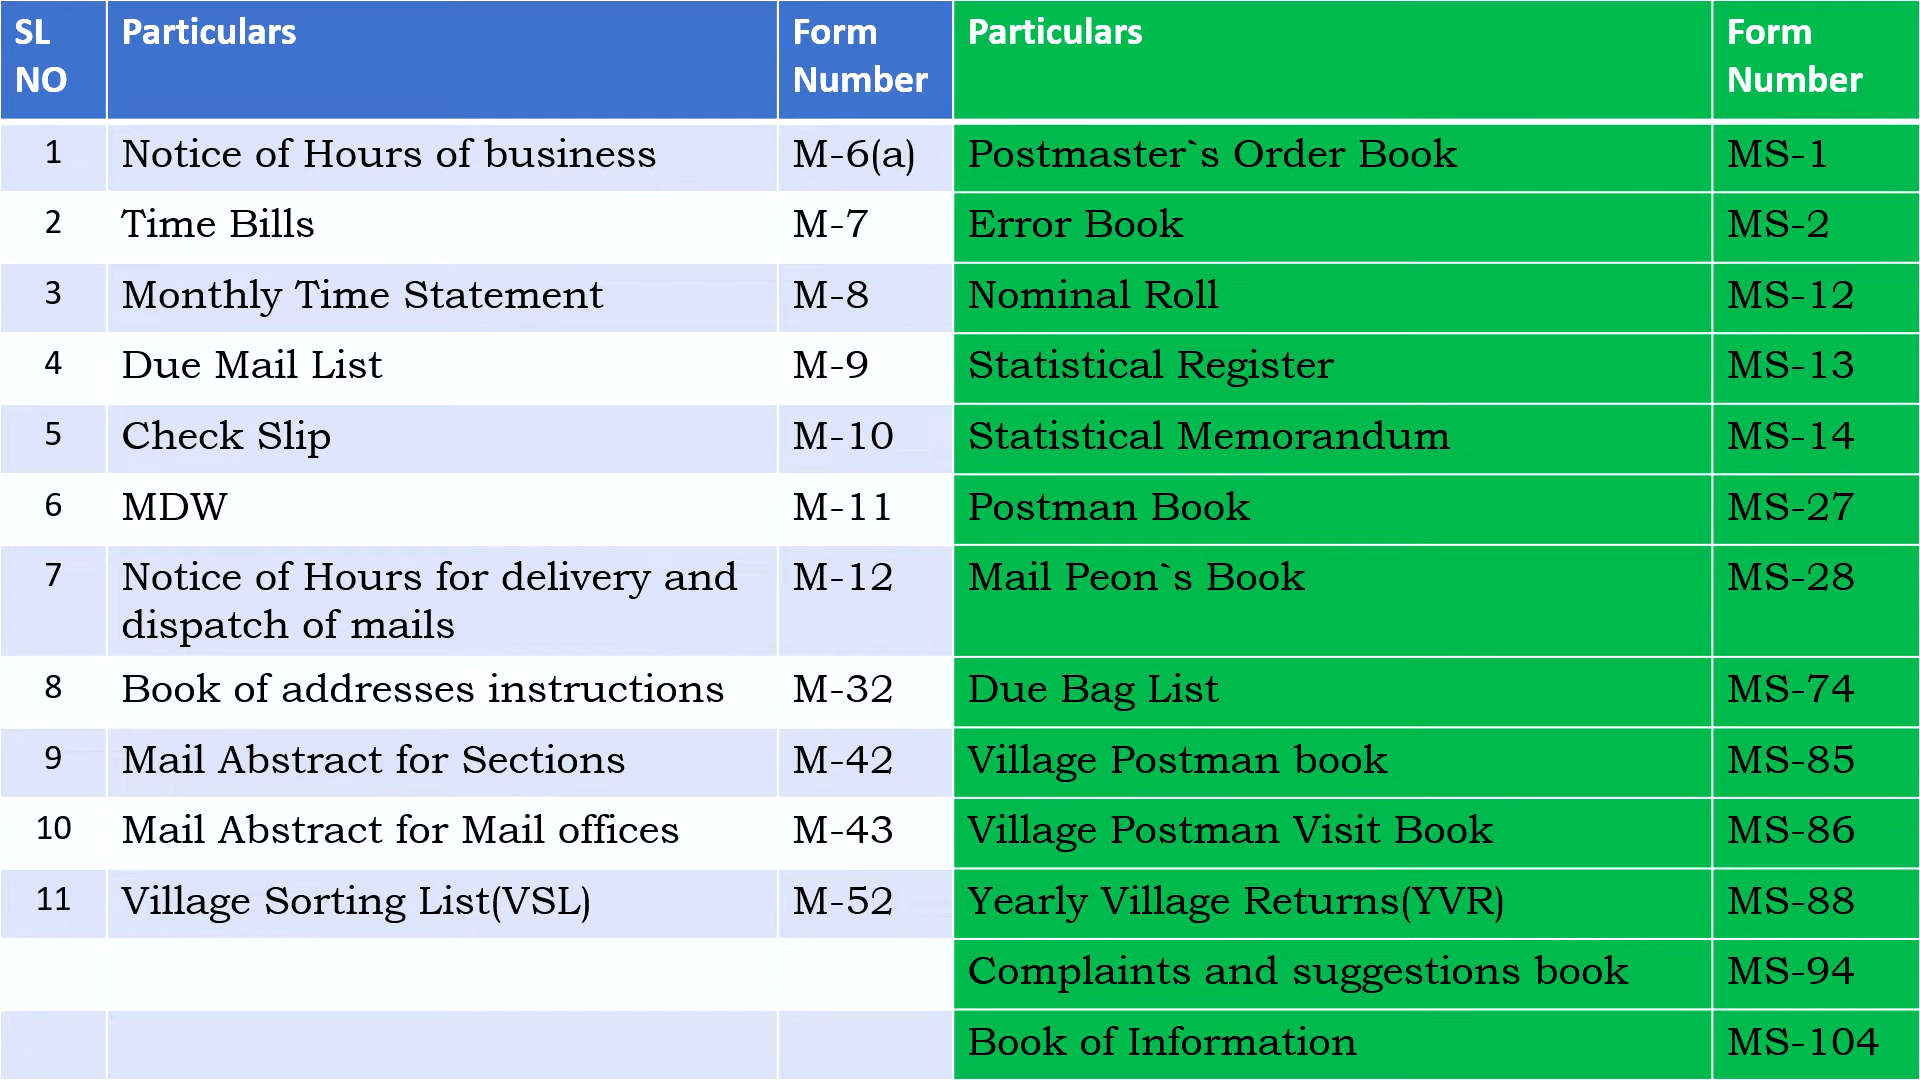 SL NO Particulars Form Number Particulars Form Number
1 Notice of Hours of business M-6(a) Postmaster`s Order Book MS-1
2 Time Bills M-7 Error Book MS-2
3 Monthly Time Statement M-8 Nominal Roll MS-12
4 Due Mail List M-9 Statistical Register MS-13
5 Check Slip M-10 Statistical Memorandum MS-14
6 MDW M-11 Postman Book MS-27
7 Notice of Hours for delivery and dispatch of mails M-12 Mail Peon`s Book MS-28
8 Book of addresses instructions M-32 Due Bag List MS-74
9 Mail Abstract for Sections M-42 Village Postman book MS-85
10 Mail Abstract for Mail offices M-43 Village Postman Visit Book MS-86
11 Village Sorting List(VSL) M-52 Yearly Village Returns(YVR) MS-88
Complaints and suggestions book MS-94
Book of Information MS-104